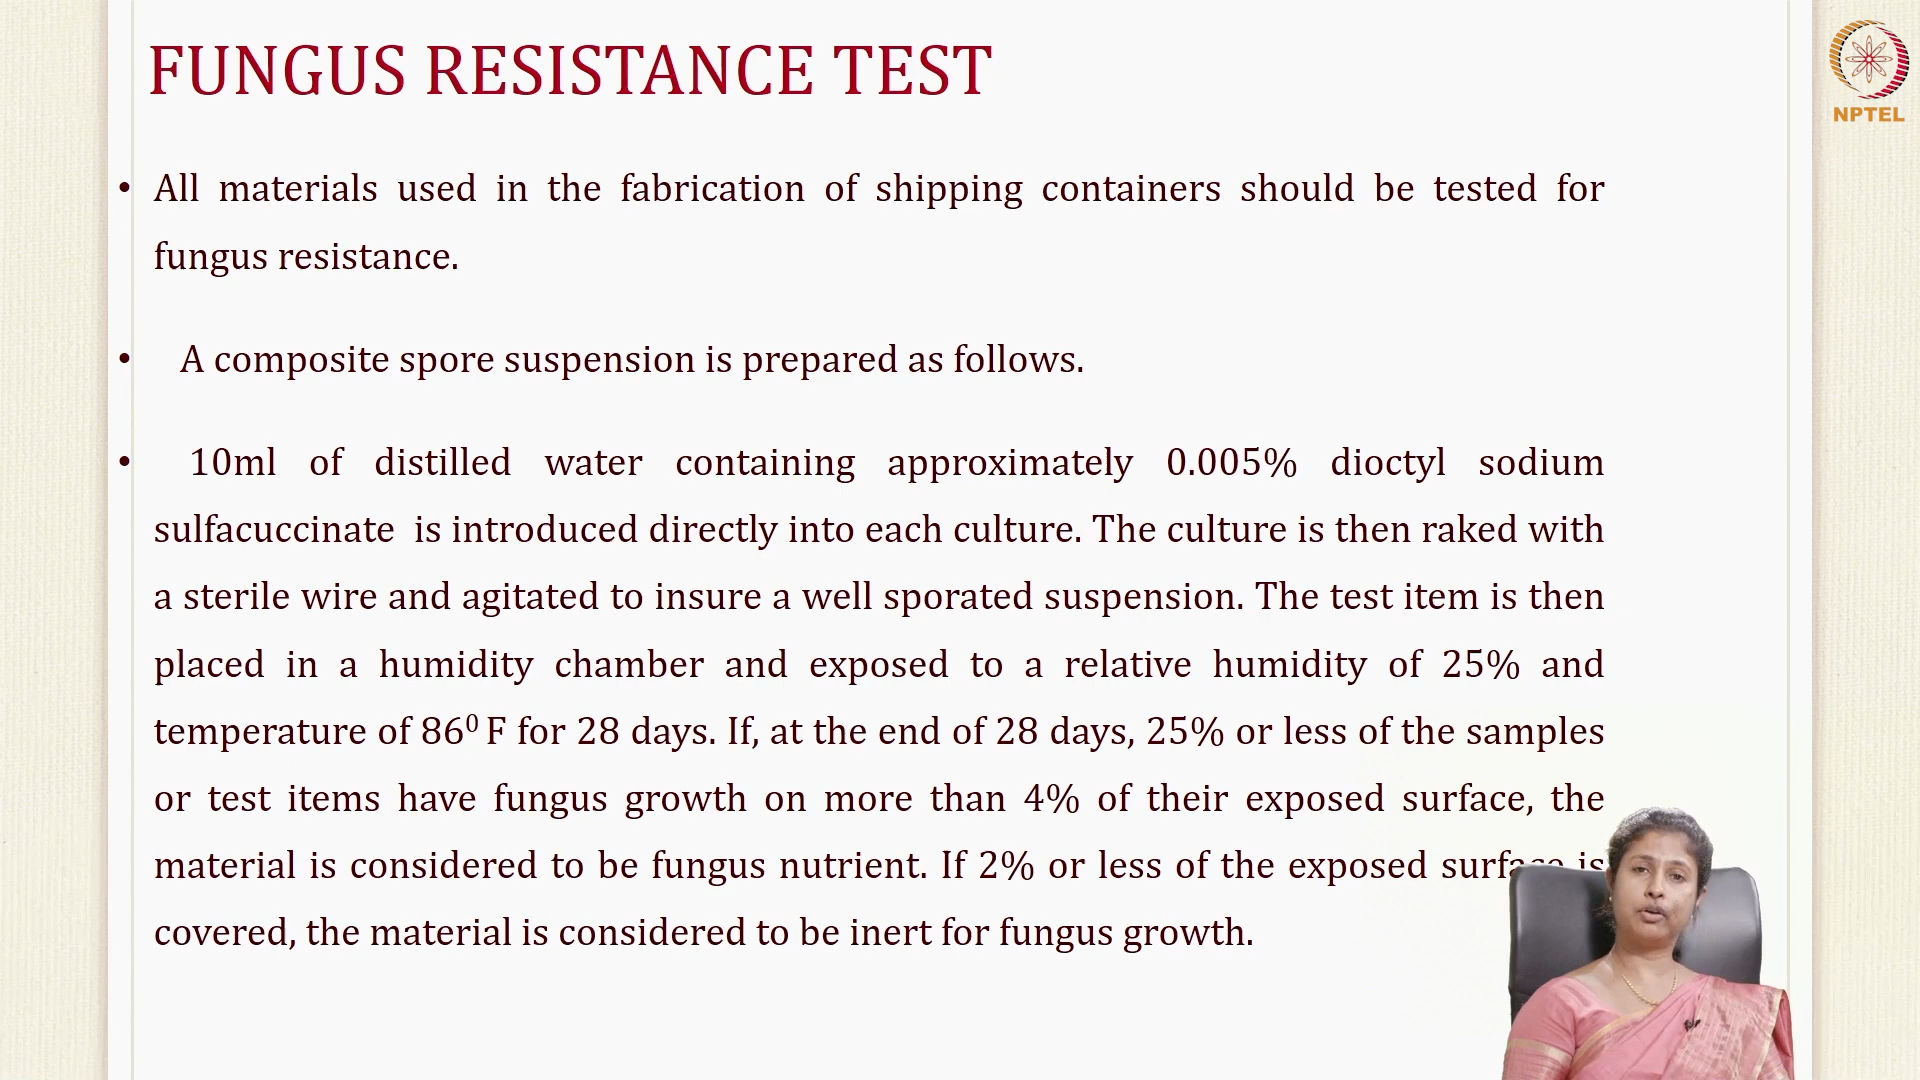 FUNGUS RESISTANCE TEST
NPTEL
• All materials used in the fabrication of shipping containers should be tested for
fungus resistance.
• A composite spore suspension is prepared as follows.
• 10ml of distilled water containing approximately 0.005% dioctyl sodium
sulfacuccinate is introduced directly into each culture. The culture is then raked with
a sterile wire and agitated to insure a well sporated suspension. The test item is then
placed in a humidity chamber and exposed to a relative humidity of 25% and
temperature of 86⁰ F for 28 days. If, at the end of 28 days, 25% or less of the samples
or test items have fungus growth on more than 4% of their exposed surface, the
material is considered to be fungus nutrient. If 2% or less of the exposed surface is
covered, the material is considered to be inert for fungus growth.